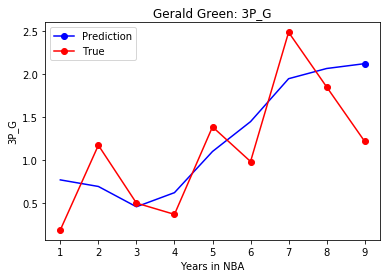 Gerald Green: 3P_G
Prediction
True
2.5
2.0
1.5
1.0
0.5
3P_G
1 2 3 4 5 6 7 8 9
Years in NBA